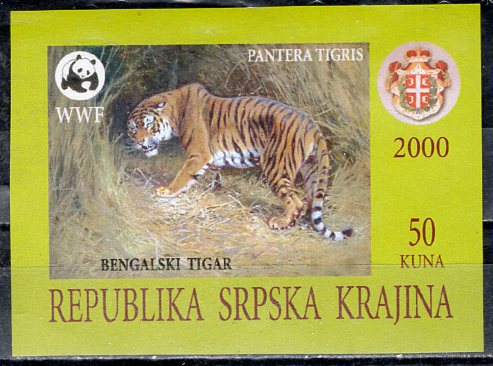 PANTERA TIGRIS
WWF
2000
50
KUNA
BENGALSKI TIGAR
REPUBLIKA SRPSKA KRAJINA